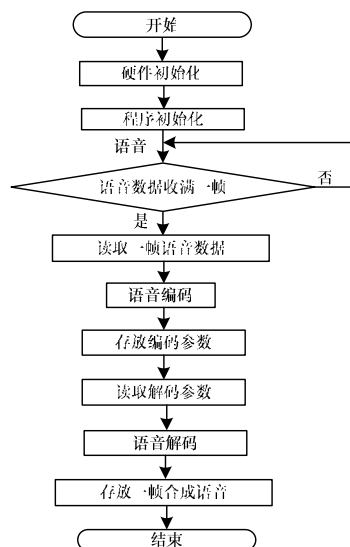 开始
硬件初始化
程序初始化
语音
语音数据收满一帧
否
是
读取一帧语音数据
语音编码
存放编码参数
读取解码参数
语音解码
存放一帧合成语音
结束